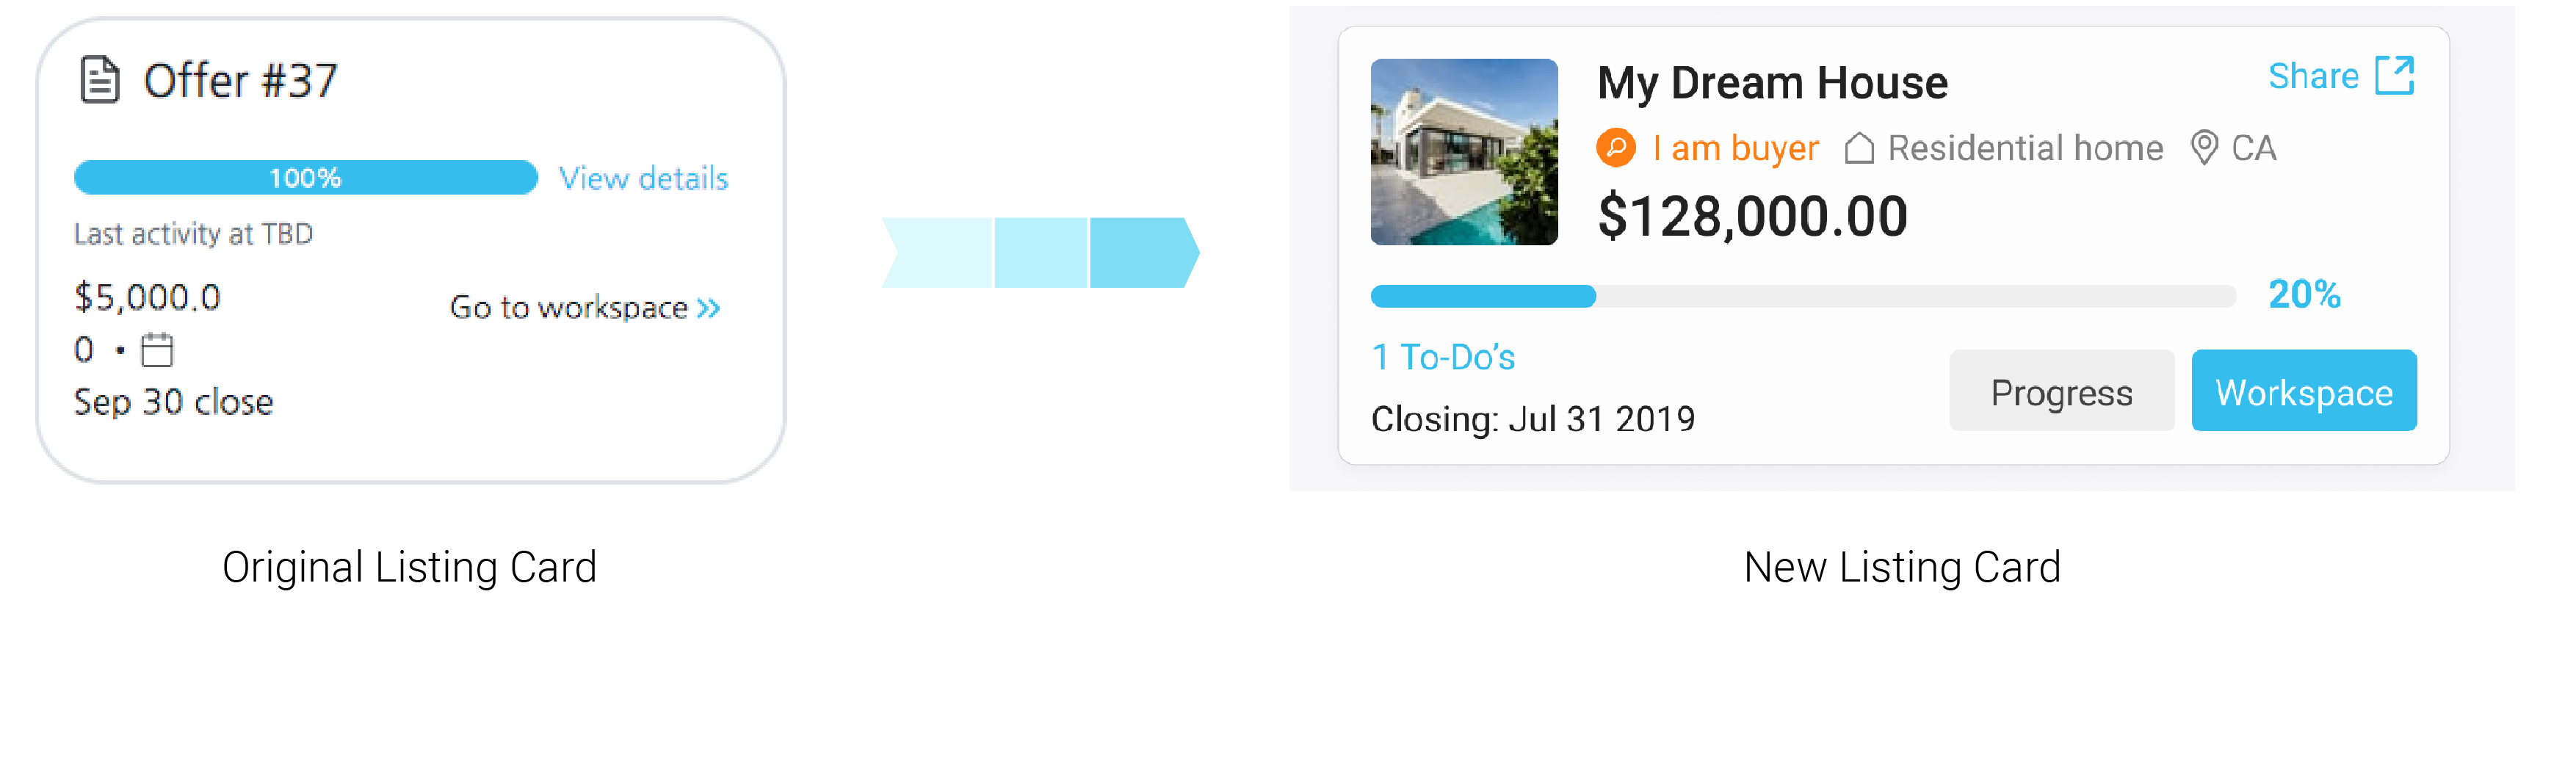 Offer #37
100% View details
Last activity at TBD
$5,000.0
0 •
Sep 30 close
Go to workspace »
Original Listing Card
My Dream House
Share
I am buyer Residential home CA
$128,000.00
20%
1 To-Do’s
Closing: Jul 31 2019
Progress Workspace
New Listing Card